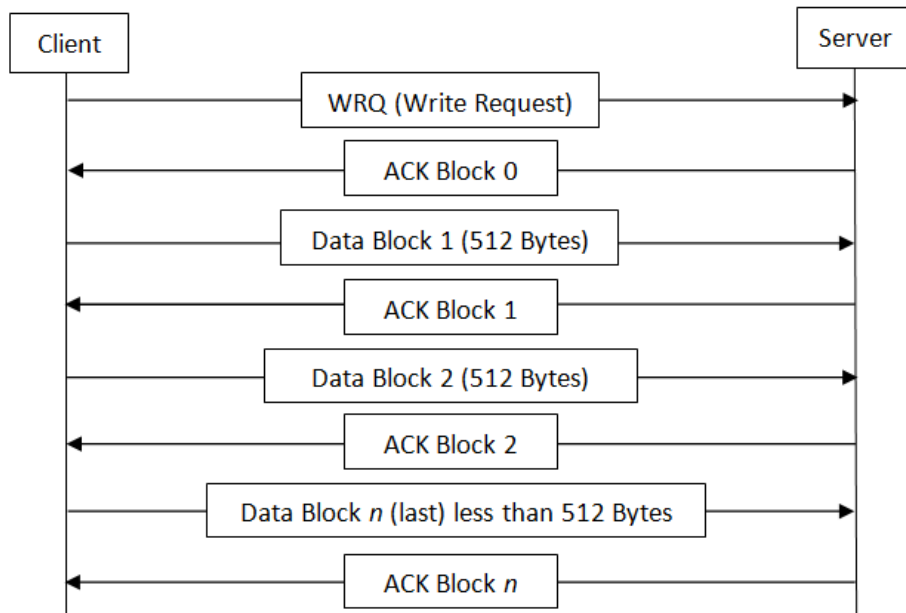 Client
Server
WRQ (Write Request)
ACK Block 0
Data Block 1 (512 Bytes)
ACK Block 1
Data Block 2 (512 Bytes)
ACK Block 2
Data Block n (last) less than 512 Bytes
ACK Block n